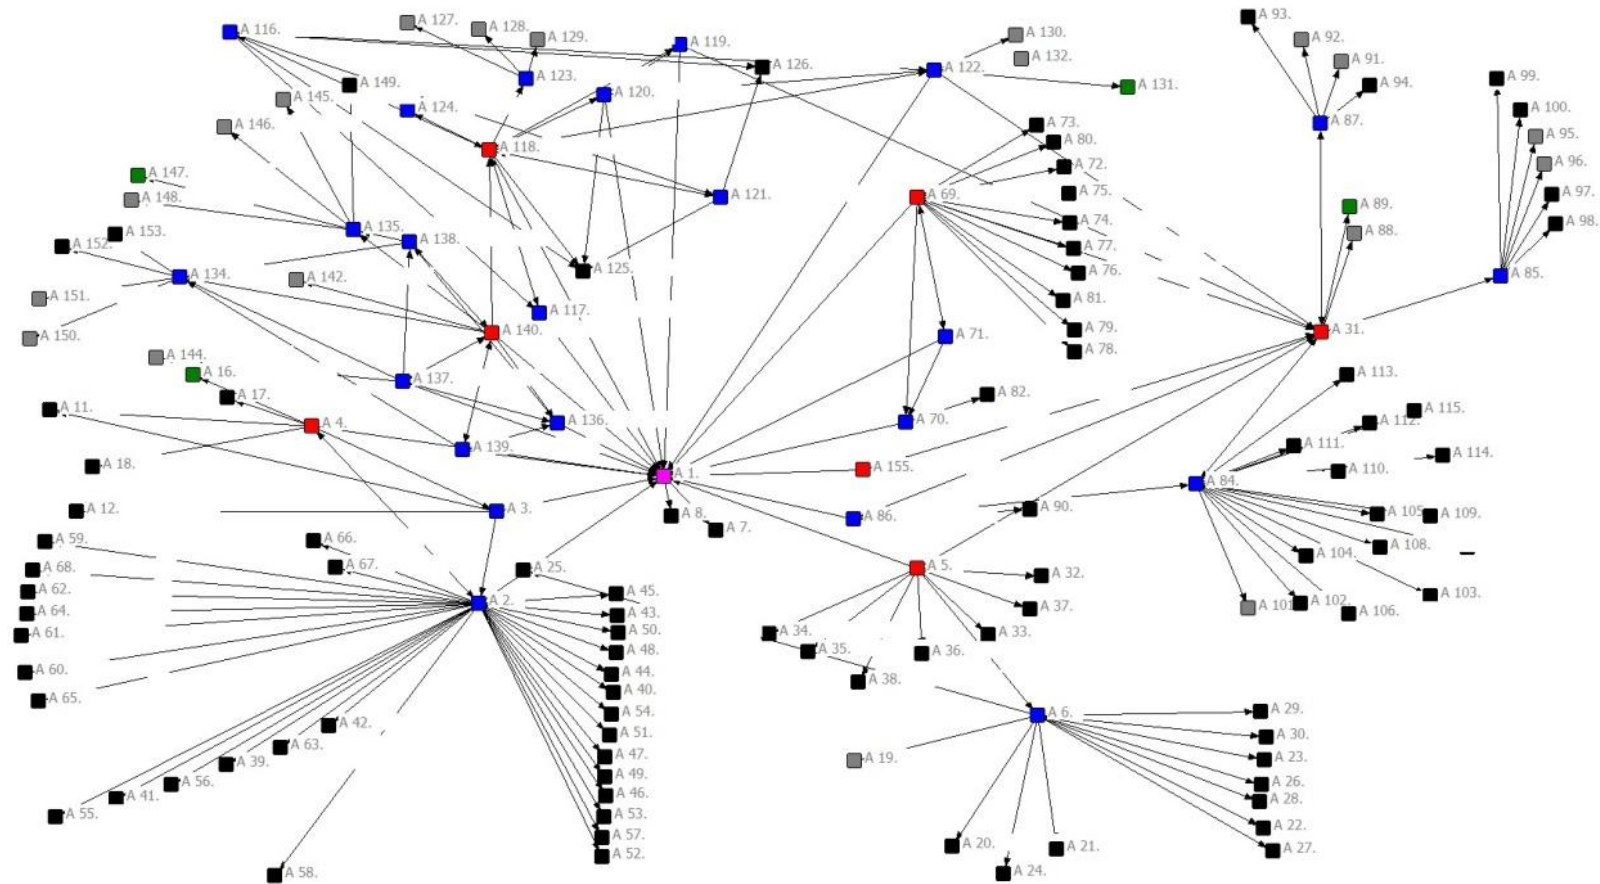 A 116.
A 127.
A 128.
A 129.
A 119.
A 130.
A 132.
A 93.
A 92.
A 91.
A 149.
A 123.
A 126.
A 122.
A 131.
A 94.
A 99.
A 145.
A 124.
A 120.
A 73.
A 87.
A 100.
A 146.
A 118.
A 80.
A 95.
A 72.
A 96.
A 147.
A 148.
A 121.
A 69.
A 75.
A 97.
A 135.
A 74.
A 89.
A 98.
A 153.
A 138.
A 77.
A 88.
A 152.
A 134.
A 142.
A 125.
A 76.
A 85.
A 151.
A 117.
A 81.
A 150.
A 140.
A 71.
A 79.
A 31.
A 144.
A 78.
A 16.
A 137.
A 113.
A 17.
A 82.
A 11.
A 4.
A 136.
A 70.
A 112.
A 115.
A 139.
A 111.
A 18.
A 1.
A 155.
A 110.
A 114.
A 84.
A 12.
A 3.
A 8.
A 7.
A 86.
A 90.
A 105.
A 109.
A 59.
A 66.
A 108.
A 68.
A 67.
A 25.
A 5.
A 32.
A 104.
A 62.
A 45.
A 103.
A 64.
A 2.
A 43.
A 37.
A 101
A 102.
A 106.
A 61.
A 50.
A 34.
A 33.
A 48.
A 35.
A 36.
A 60.
A 44.
A 38.
A 65.
A 40.
A 54.
A 6.
A 29.
A 42.
A 51.
A 30.
A 63.
A 47.
A 19.
A 23.
A 39.
A 49.
A 56.
A 46.
A 26.
A 41.
A 28.
A 55.
A 53.
A 22.
A 57.
A 20.
A 21.
A 27.
A 52.
A 58.
A 24.